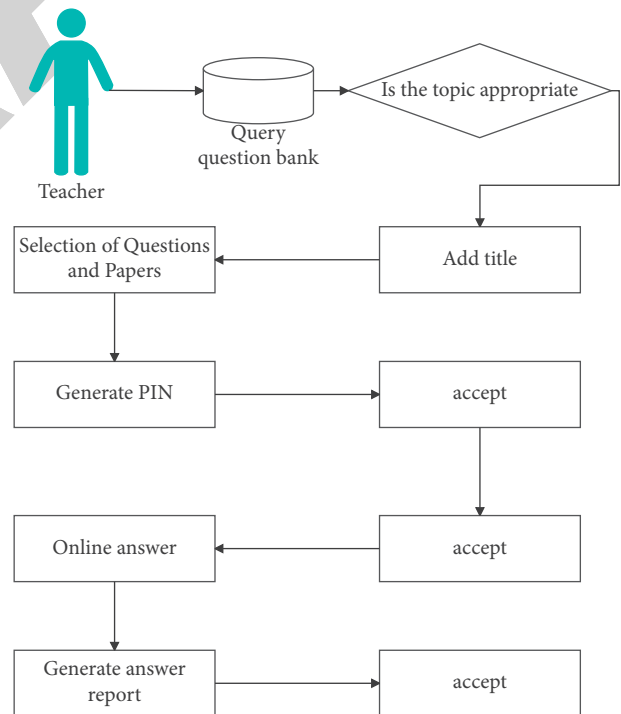 Is the topic appropriate
Query
question bank
Teacher
Selection of Questions
and Papers
Add title
Generate PIN
accept
Online answer
accept
Generate answer
report
accept